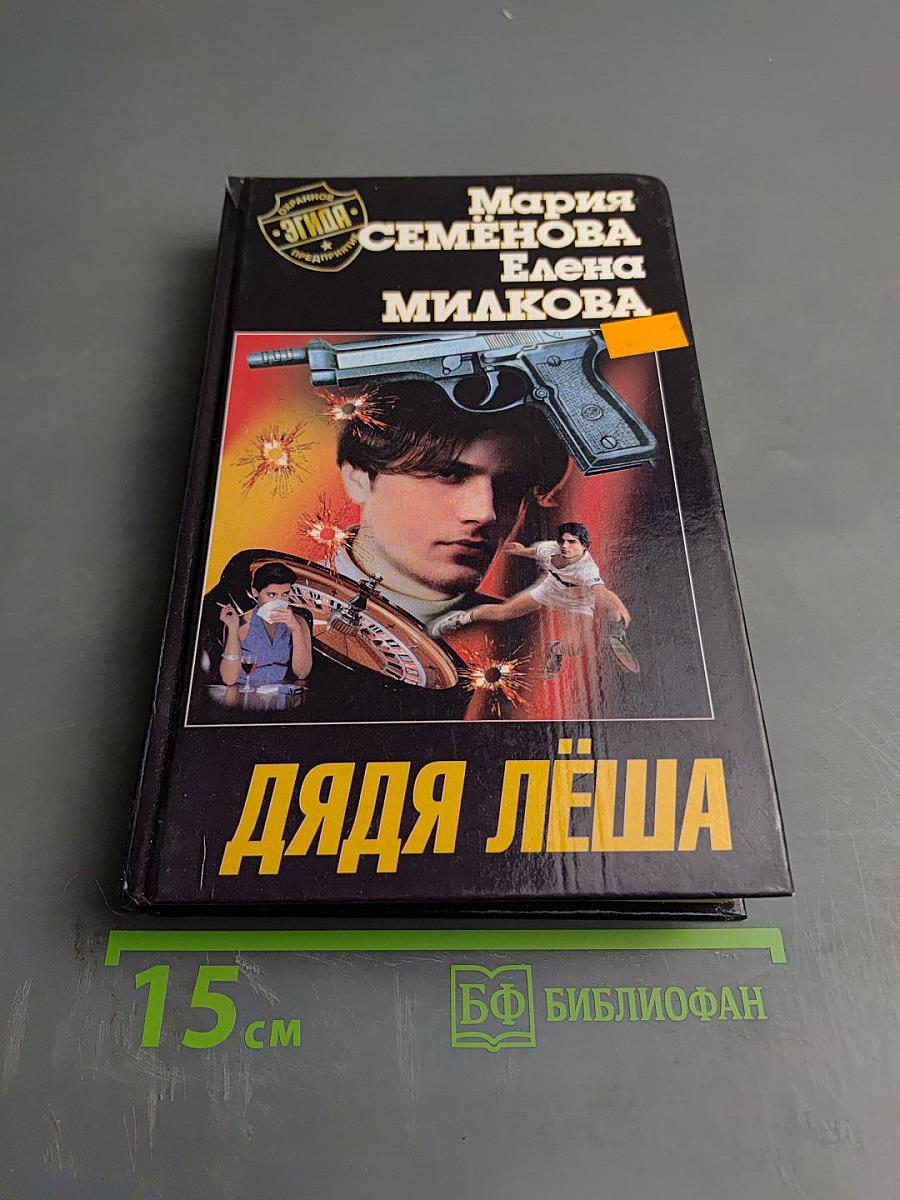 ОХРАННОЕ
ЭГИДА
ПРЕДПРИЯТИЕ
Мария
СЕМЁНОВА
Елена
МИЛКОВА
ДЯДЯ ЛЁША
15 см
БФ БИБЛИОФАН